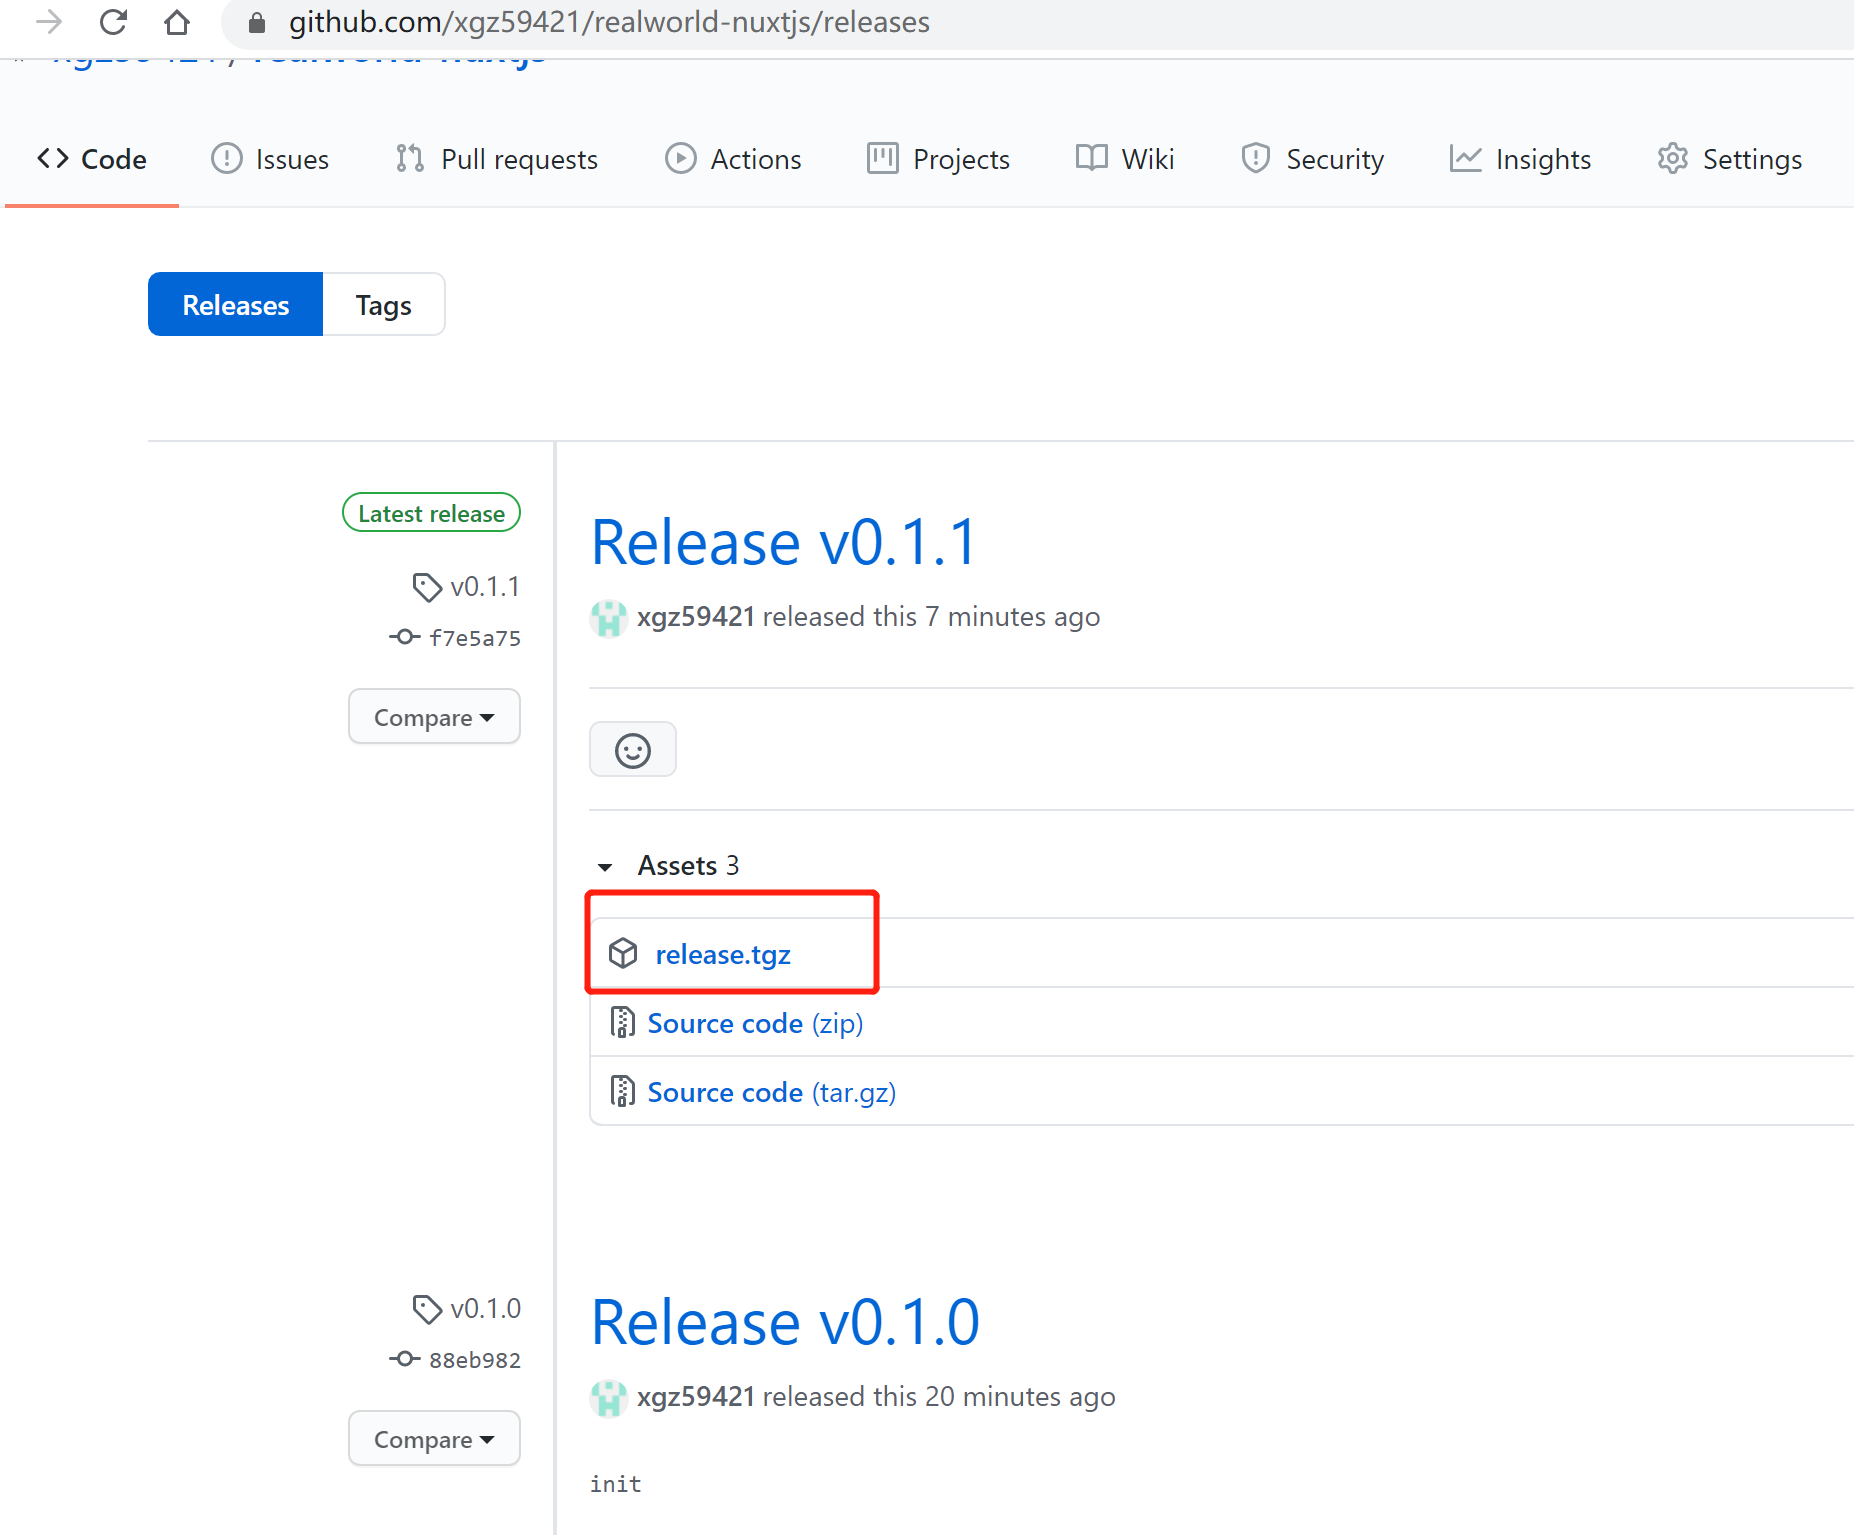 github.com/xgz59421/realworld-nuxtjs/releases
xgz59421 / realworld-nuxtjs
Code Issues Pull requests Actions Projects Wiki Security Insights Settings
Releases Tags
Latest release
v0.1.1
f7e5a75
Compare
Release v0.1.1
xgz59421 released this 7 minutes ago
Assets 3
release.tgz
Source code (zip)
Source code (tar.gz)
v0.1.0
88eb982
Compare
Release v0.1.0
xgz59421 released this 20 minutes ago
init